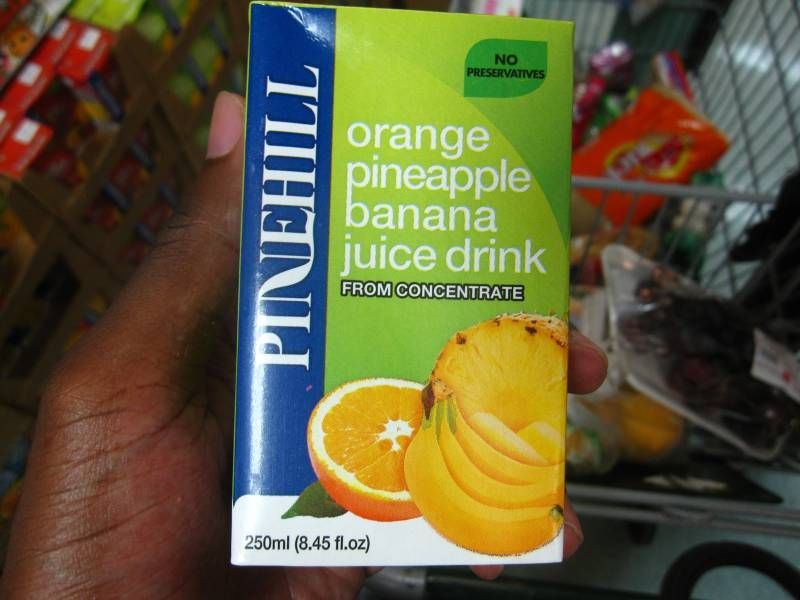 PINEHILL
NO
PRESERVATIVES
orange
pineapple
banana
juice drink
FROM CONCENTRATE
250ml (8.45 fl.oz)